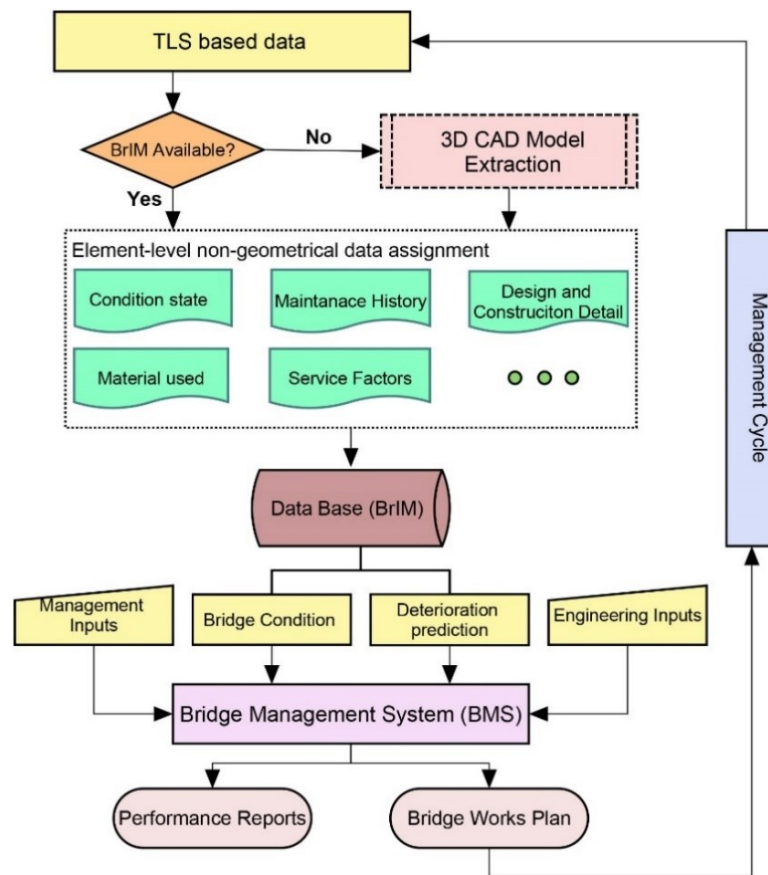 TLS based data
BrIM Available?
No
3D CAD Model
Extraction
Yes
Element-level non-geometrical data assignment
Condition state
Maintanace History
Design and
Construciton Detail
Material used
Service Factors
Management Cycle
Data Base (BrIM)
Management
Inputs
Bridge Condition
Deterioration
prediction
Engineering Inputs
Bridge Management System (BMS)
Performance Reports
Bridge Works Plan